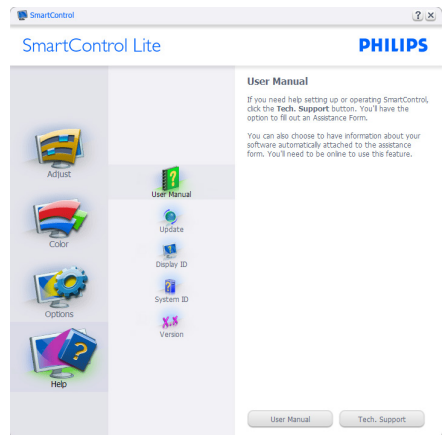 SmartControl
SmartControl Lite
PHILIPS
Adjust
Color
Options
Help
User Manual
Update
Display ID
System ID
Version
User Manual
If you need help setting up or operating SmartControl,
click the Tech. Support button. You'll have the
option to fill out an Assistance Form.
You can also choose to have information about your
software automatically attached to the assistance
form. You'll need to be online to use this feature.
User Manual
Tech. Support